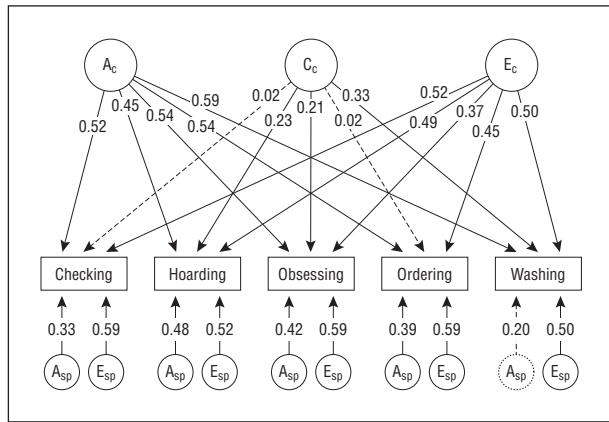 A_c C_c E_c
0.59 0.02 0.33 0.52
0.45 0.21 0.37 0.50
0.52 0.54 0.54 0.23 0.02 0.49 0.45
Checking Hoarding Obsessing Ordering Washing
0.33 0.59 0.48 0.52 0.42 0.59 0.39 0.59 0.20 0.50
A_sp E_sp A_sp E_sp A_sp E_sp A_sp E_sp A_sp E_sp